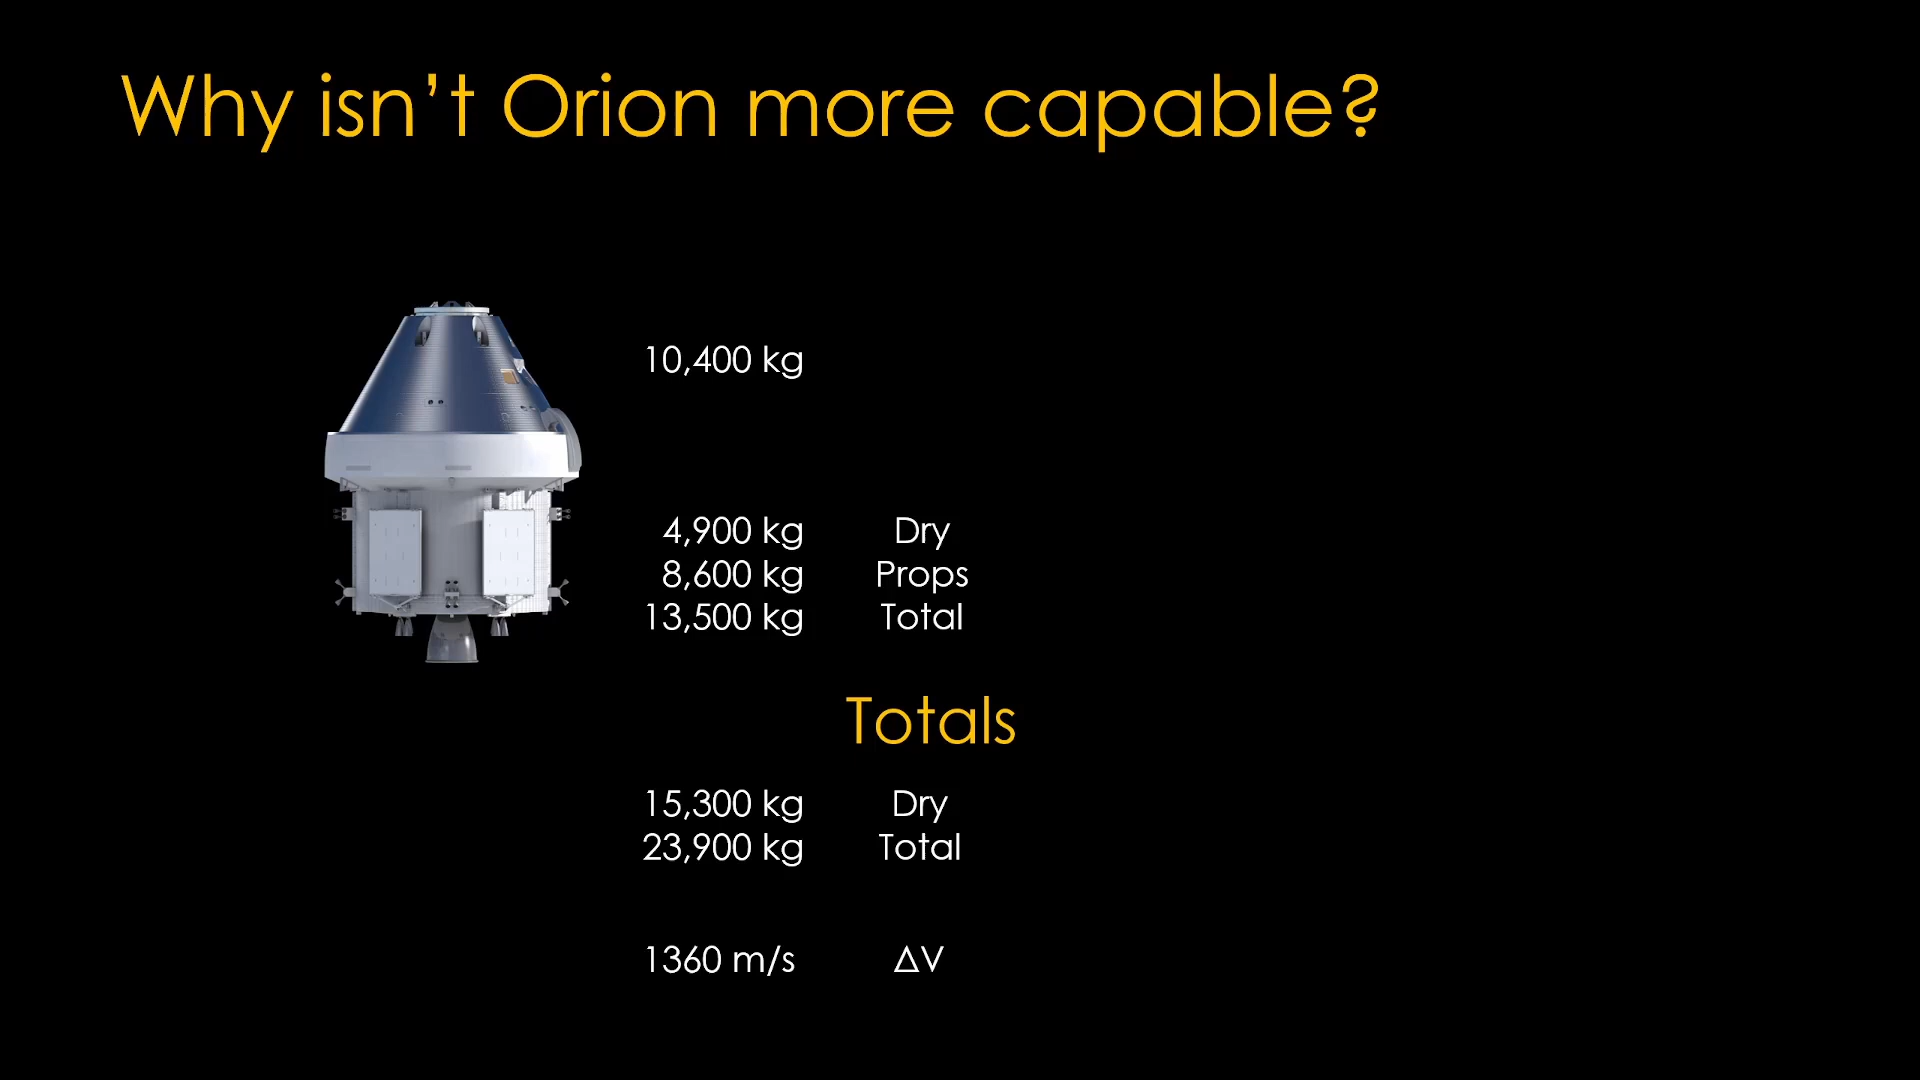 Why isn’t Orion more capable?
10,400 kg
4,900 kg Dry
8,600 kg Props
13,500 kg Total
Totals
15,300 kg Dry
23,900 kg Total
1360 m/s ΔV